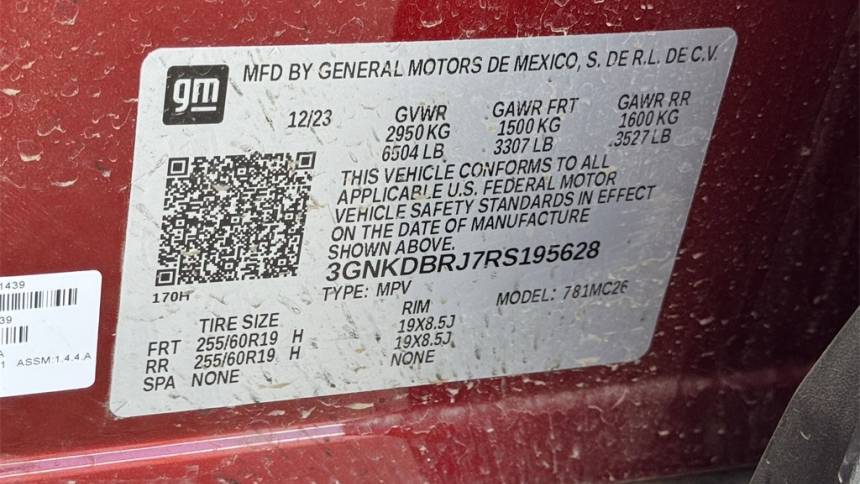 gm
MFD BY GENERAL MOTORS DE MEXICO, S. DE R.L. DE C.V.
12/23
GVWR GAWR FRT GAWR RR
2950 KG 1500 KG 1600 KG
6504 LB 3307 LB 3527 LB
THIS VEHICLE CONFORMS TO ALL
APPLICABLE U.S. FEDERAL MOTOR
VEHICLE SAFETY STANDARDS IN EFFECT
ON THE DATE OF MANUFACTURE
SHOWN ABOVE.
3GNKDBRJ7RS195628
170H
TYPE: MPV MODEL: 781MC26
TIRE SIZE RIM
FRT 255/60R19 H 19X8.5J
RR 255/60R19 H 19X8.5J
SPA NONE NONE
1439
39
A
1 ASSM:1.4.4.A